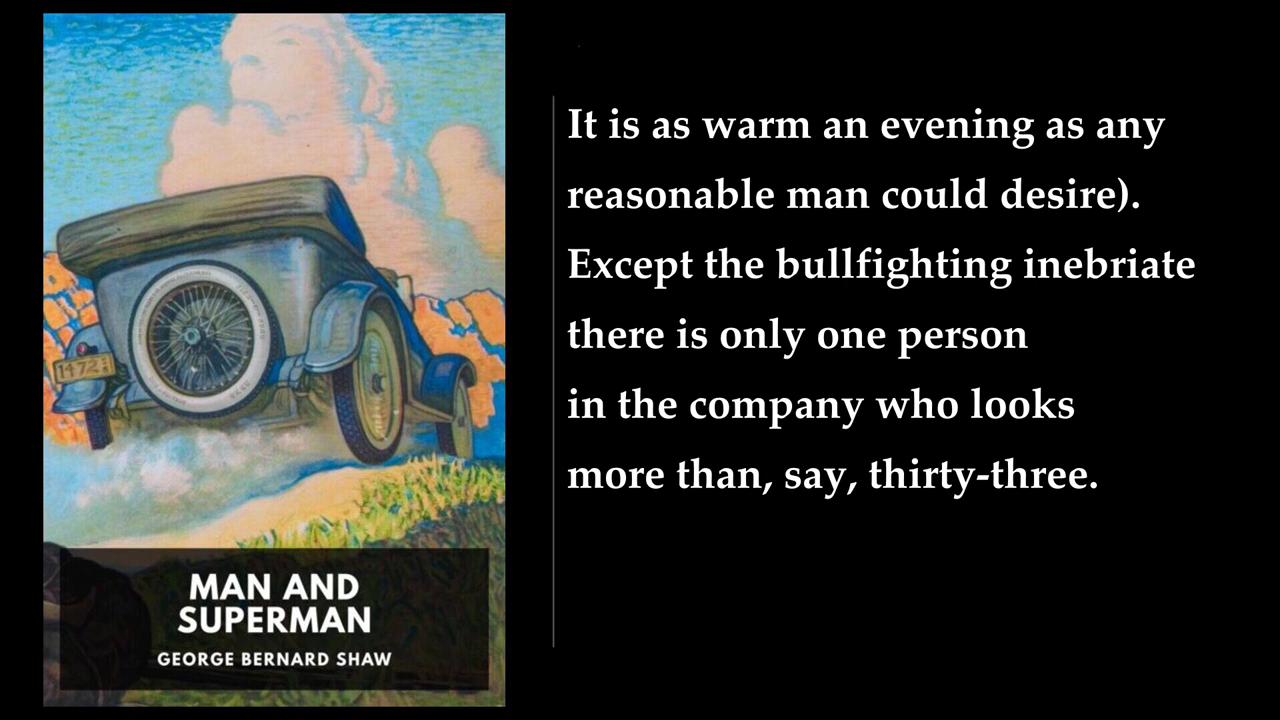 It is as warm an evening as any
reasonable man could desire).
Except the bullfighting inebriate
there is only one person
in the company who looks
more than, say, thirty-three.
1472
MAN AND
SUPERMAN
GEORGE BERNARD SHAW